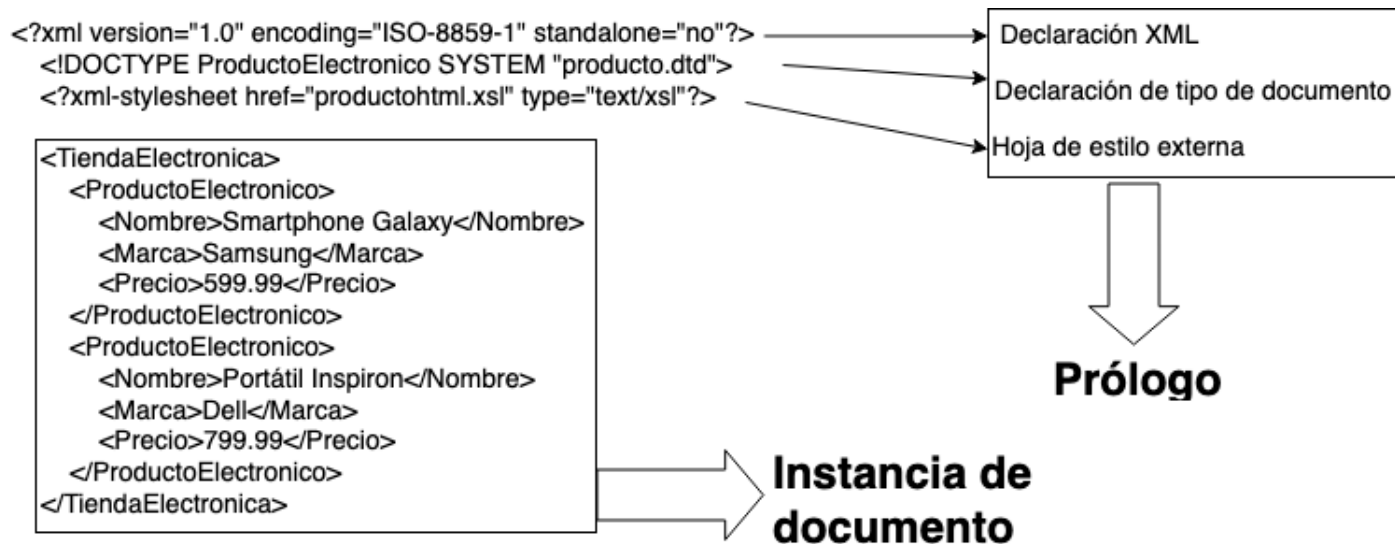 <?xml version="1.0" encoding="ISO-8859-1" standalone="no"?>
<!DOCTYPE ProductoElectronico SYSTEM "producto.dtd">
<?xml-stylesheet href="productohtml.xsl" type="text/xsl"?>
Declaración XML
Declaración de tipo de documento
Hoja de estilo externa
Prólogo
<TiendaElectronica>
<ProductoElectronico>
<Nombre>Smartphone Galaxy</Nombre>
<Marca>Samsung</Marca>
<Precio>599.99</Precio>
</ProductoElectronico>
<ProductoElectronico>
<Nombre>Portátil Inspiron</Nombre>
<Marca>Dell</Marca>
<Precio>799.99</Precio>
</ProductoElectronico>
</TiendaElectronica>
Instancia de
documento